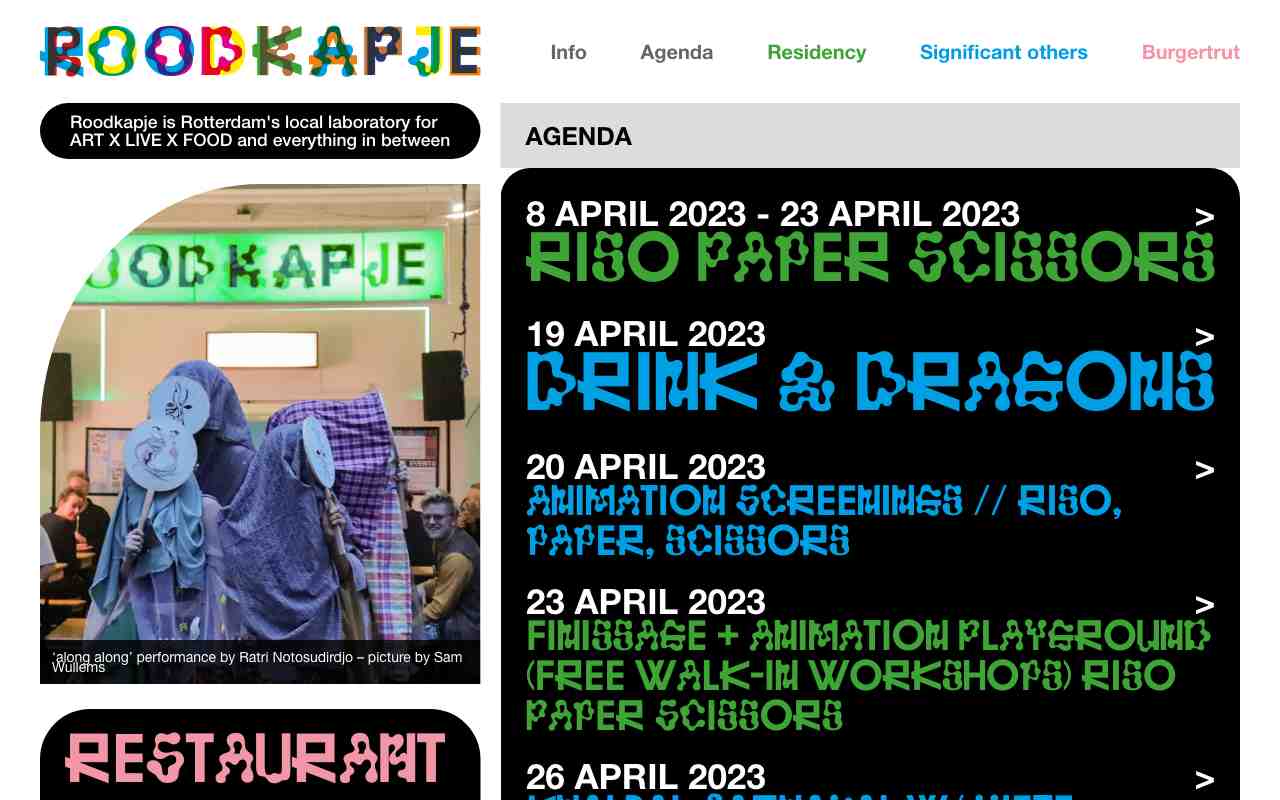 ROODKAPJE
Info
Agenda
Residency
Significant others
Burgertrut
Roodkapje is Rotterdam's local laboratory for
ART X LIVE X FOOD and everything in between
OODKAPJE
'along along' performance by Ratri Notosudirdjo – picture by Sam
Wullems
RESTAURANT
AGENDA
8 APRIL 2023 - 23 APRIL 2023 >
RISO PAPER SCISSORS
19 APRIL 2023 >
DRINK & DRAGONS
20 APRIL 2023 >
ANIMATION SCREENINGS // RISO,
PAPER, SCISSORS
23 APRIL 2023 >
FINISSAGE + ANIMATION PLAYGROUND
(FREE WALK-IN WORKSHOPS) RISO
PAPER SCISSORS
26 APRIL 2023 >